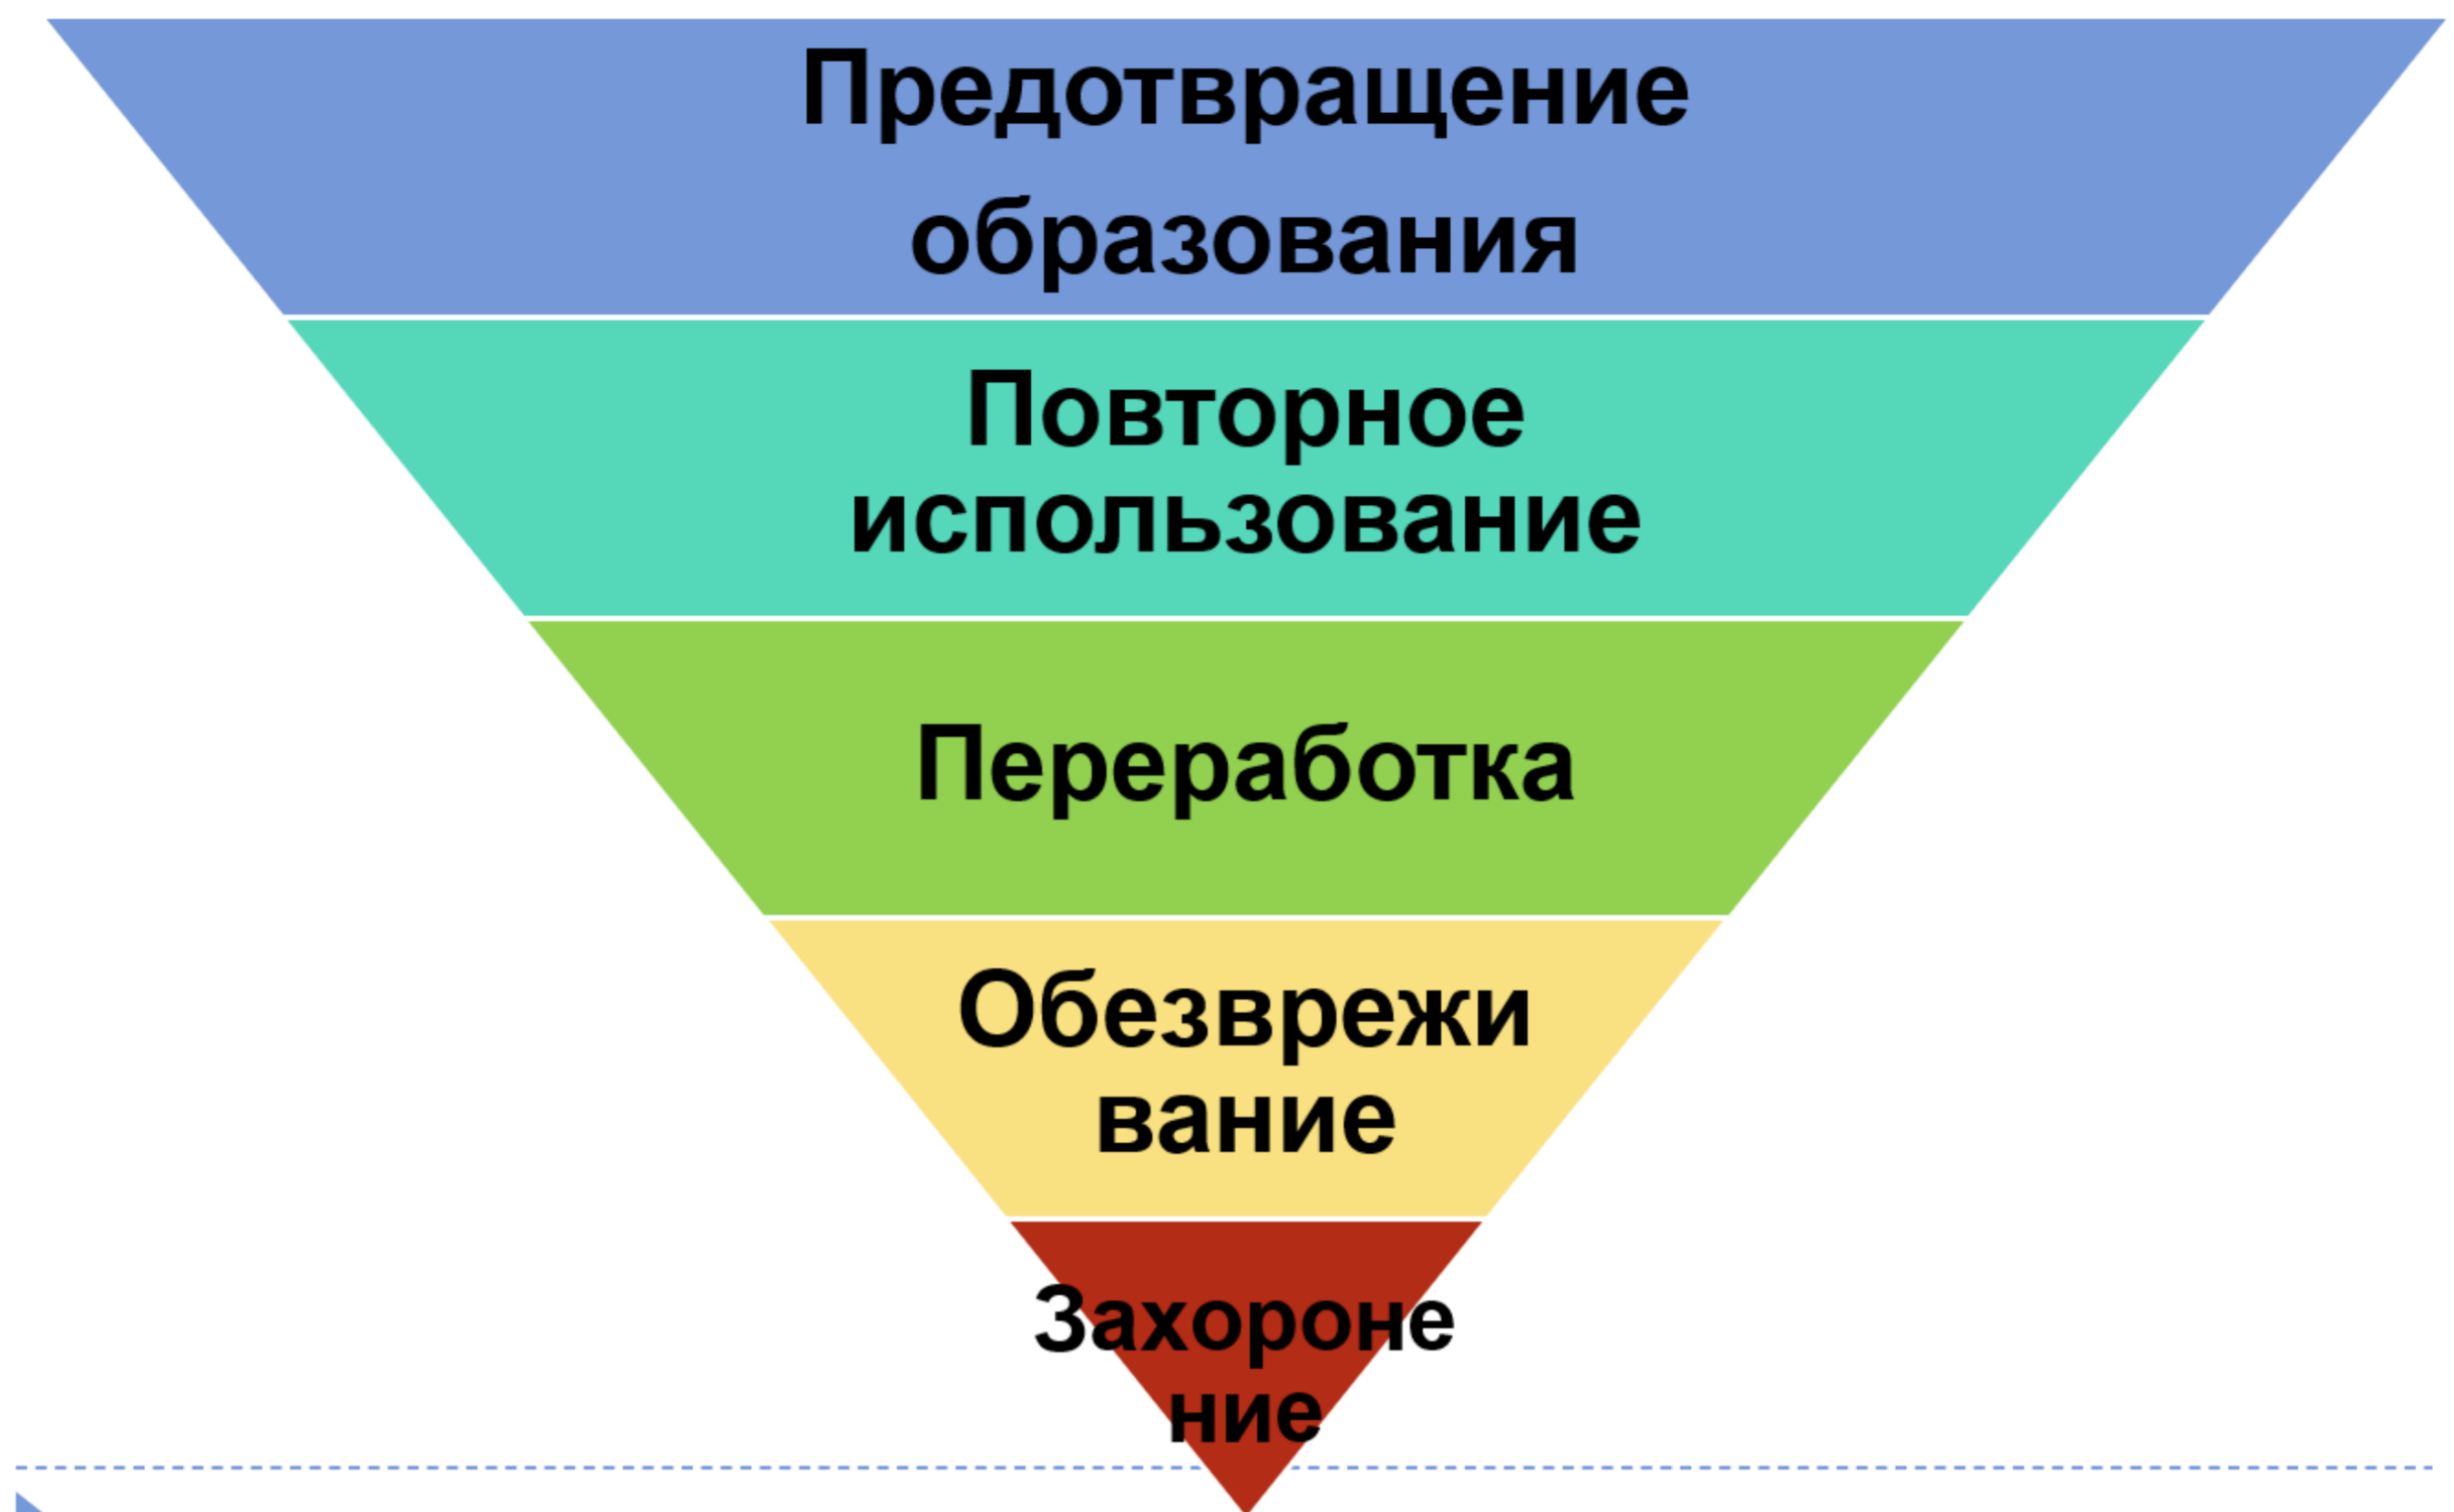 Предотвращение
образования
Повторное
использование
Переработка
Обезврежи
вание
Захороне
ние